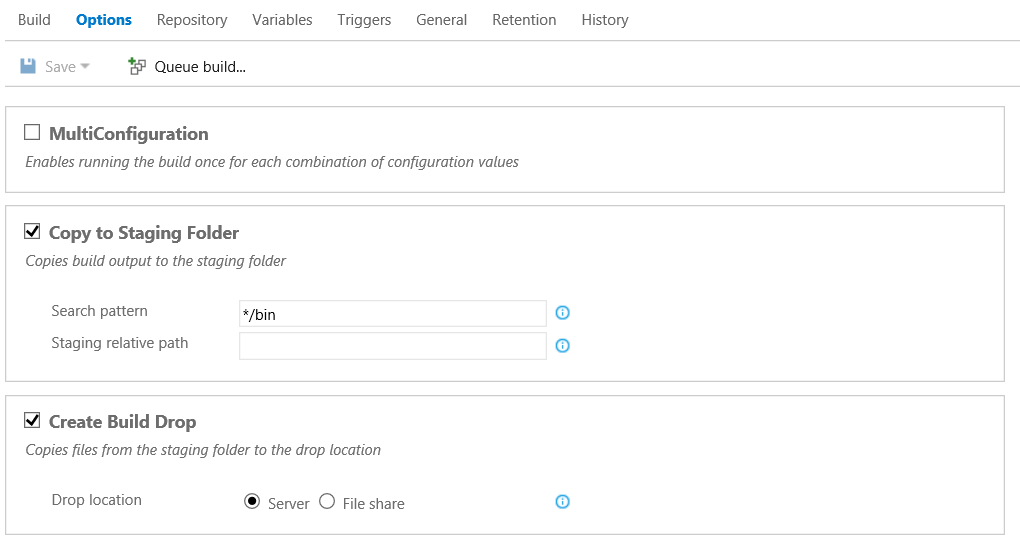 Build Options Repository Variables Triggers General Retention History
Save Queue build...
MultiConfiguration
Enables running the build once for each combination of configuration values
Copy to Staging Folder
Copies build output to the staging folder
Search pattern */bin
Staging relative path
Create Build Drop
Copies files from the staging folder to the drop location
Drop location Server File share